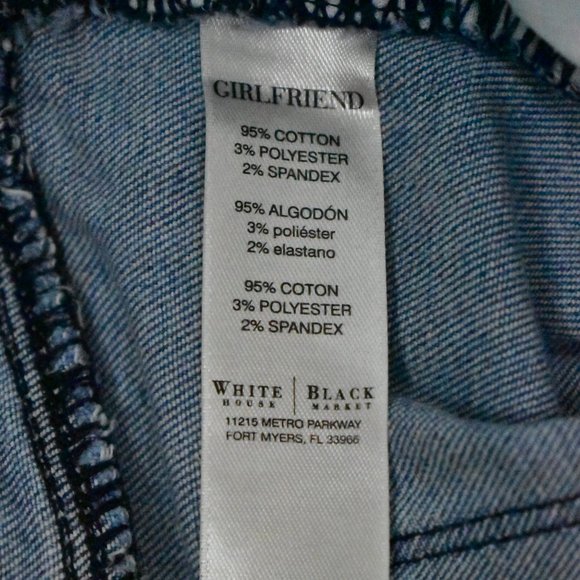 GIRLFRIEND
95% COTTON
3% POLYESTER
2% SPANDEX
95% ALGODÓN
3% poliéster
2% elastano
95% COTON
3% POLYESTER
2% SPANDEX
WHITE | BLACK
HOUSE | MARKET
11215 METRO PARKWAY
FORT MYERS, FL 33966